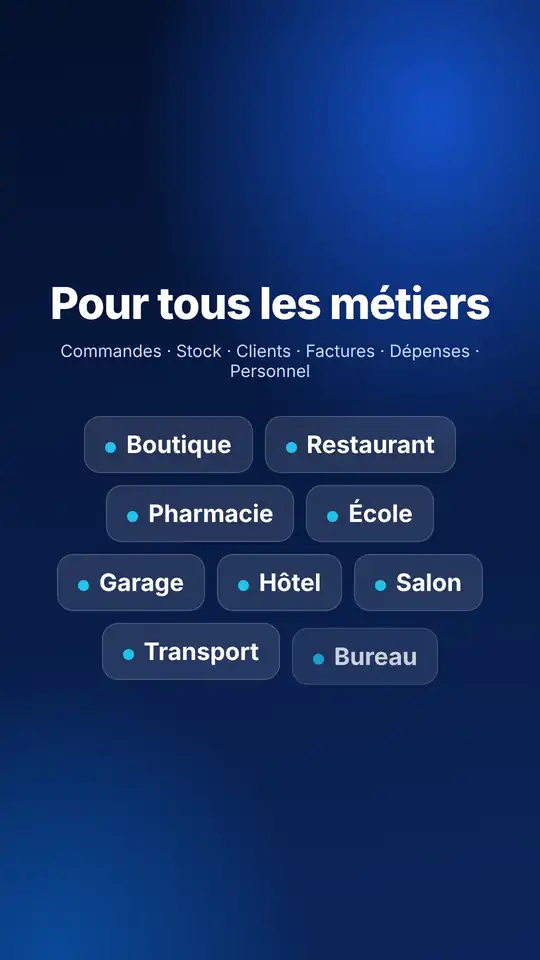 Pour tous les métiers
Commandes · Stock · Clients · Factures · Dépenses ·
Personnel
Boutique
Restaurant
Pharmacie
École
Garage
Hôtel
Salon
Transport
Bureau